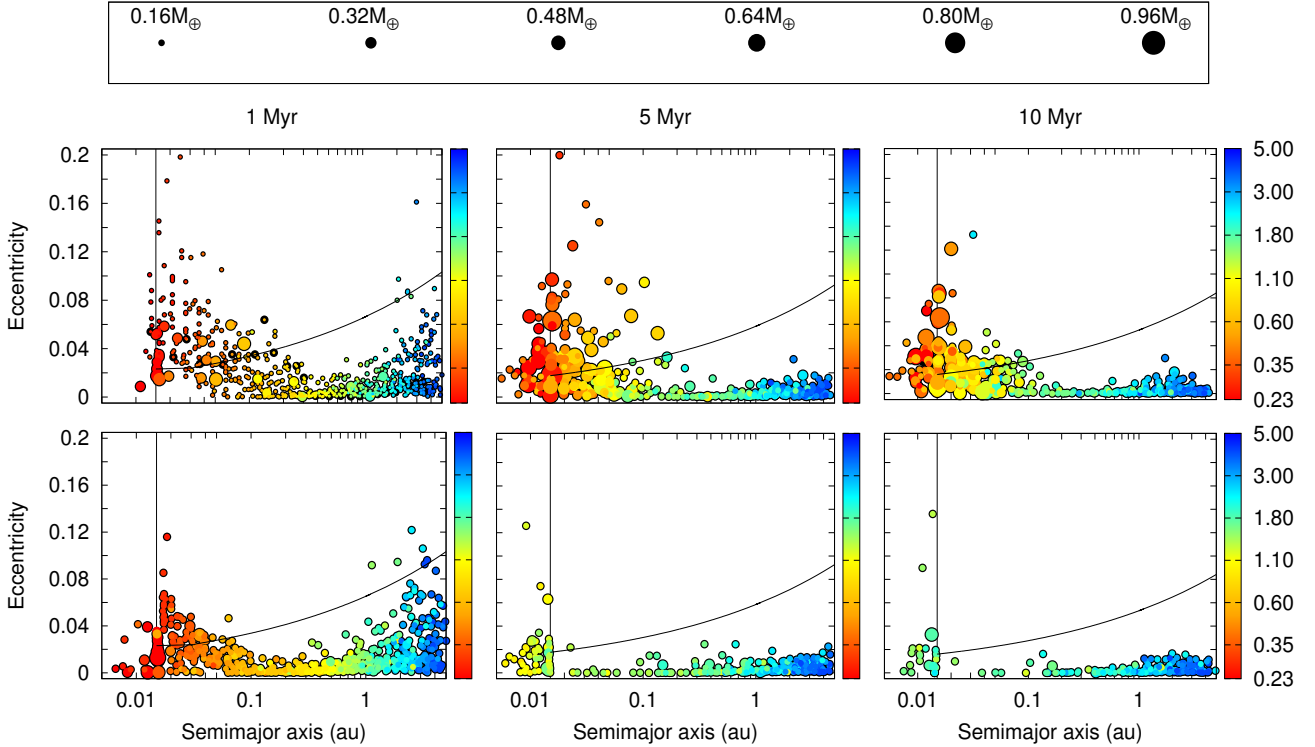 0.16M⊕ 0.32M⊕ 0.48M⊕ 0.64M⊕ 0.80M⊕ 0.96M⊕
1 Myr 5 Myr 10 Myr
0.2 5.00
0.16 3.00
0.12 1.80
0.08 1.10
0.04 0.60
0 0.35
0.23
Eccentricity
0.2 5.00
0.16 3.00
0.12 1.80
0.08 1.10
0.04 0.60
0 0.35
0.23
Eccentricity
0.01 0.1 1 0.01 0.1 1 0.01 0.1 1
Semimajor axis (au) Semimajor axis (au) Semimajor axis (au)